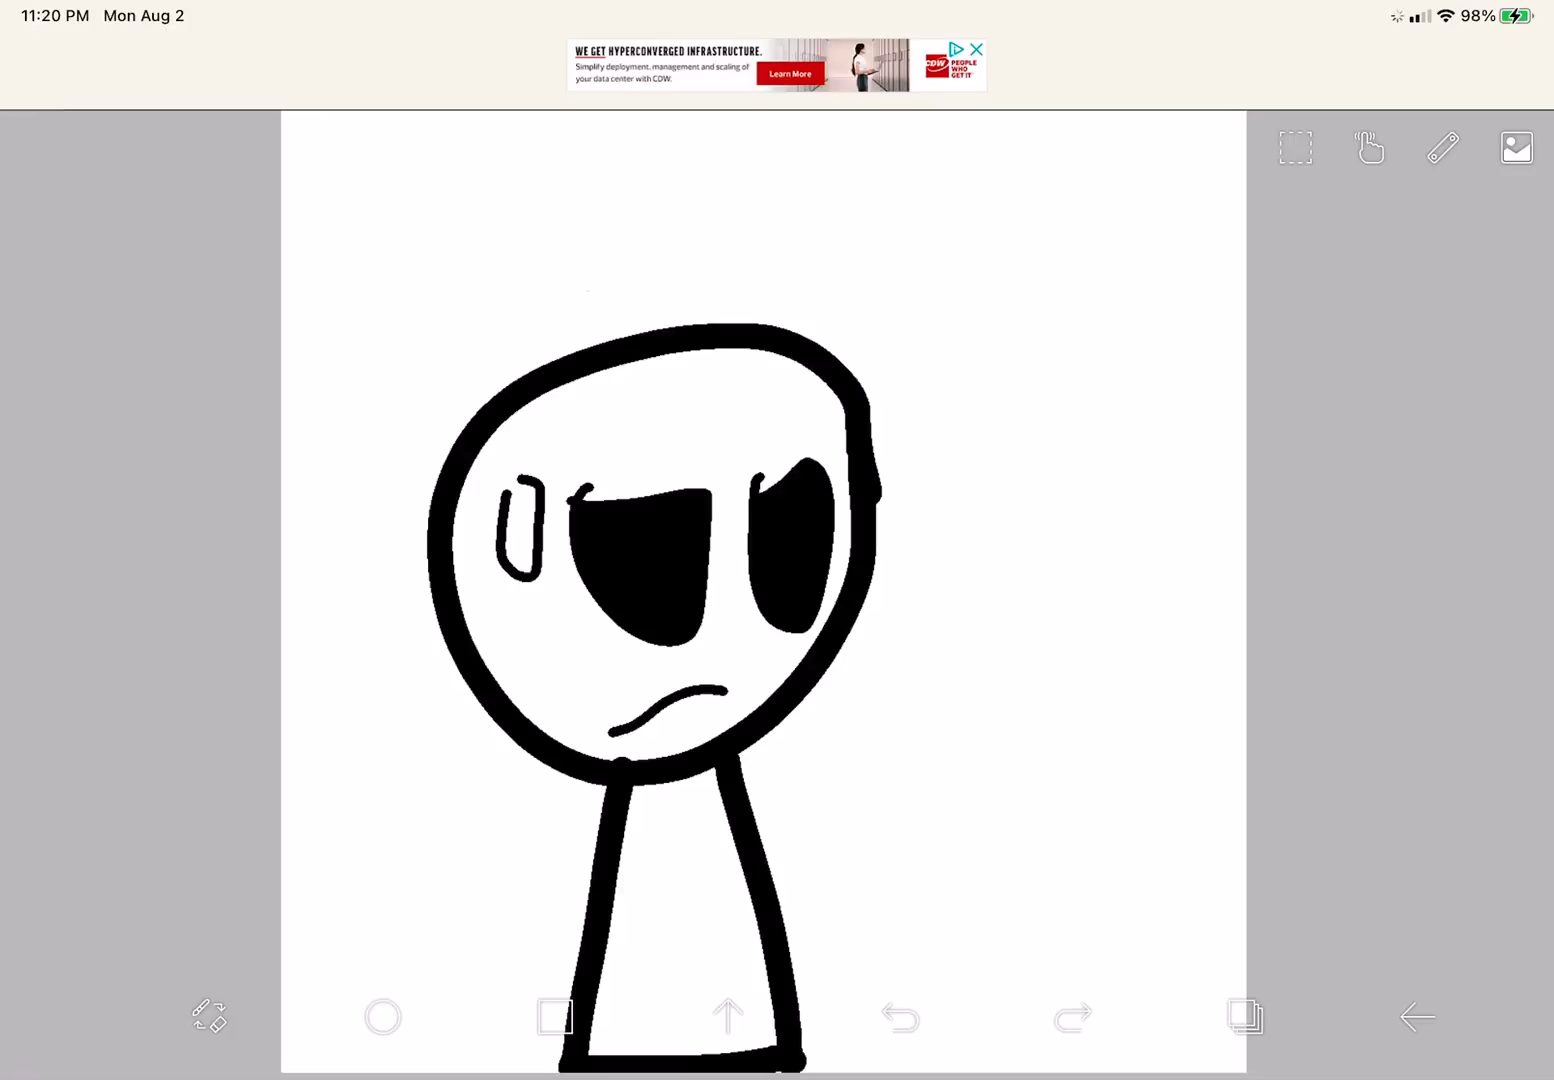 11:20 PM Mon Aug 2
98%
WE GET HYPERCONVERGED INFRASTRUCTURE.
Simplify deployment, management and scaling of
your data center with CDW.
Learn More
CDW
PEOPLE
WHO
GET IT